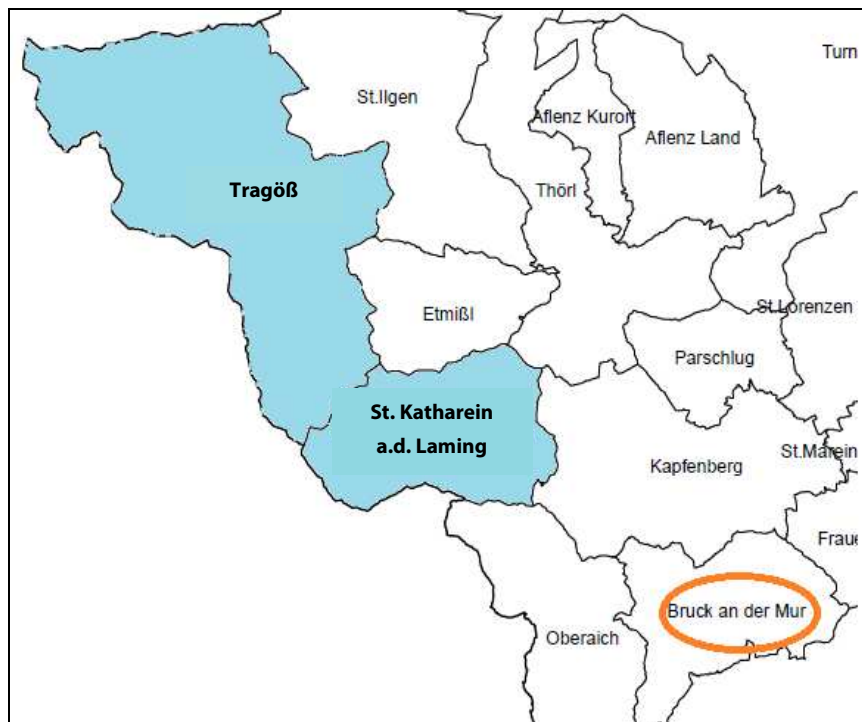 Turn
St.Ilgen
Aflenz Kurort
Aflenz Land
Tragöß
Thörl
Etmißl
St.Lorenzen
Parschlug
St. Katharein
a.d. Laming
St.Marein
Kapfenberg
Fraue
Bruck an der Mur
Oberaich